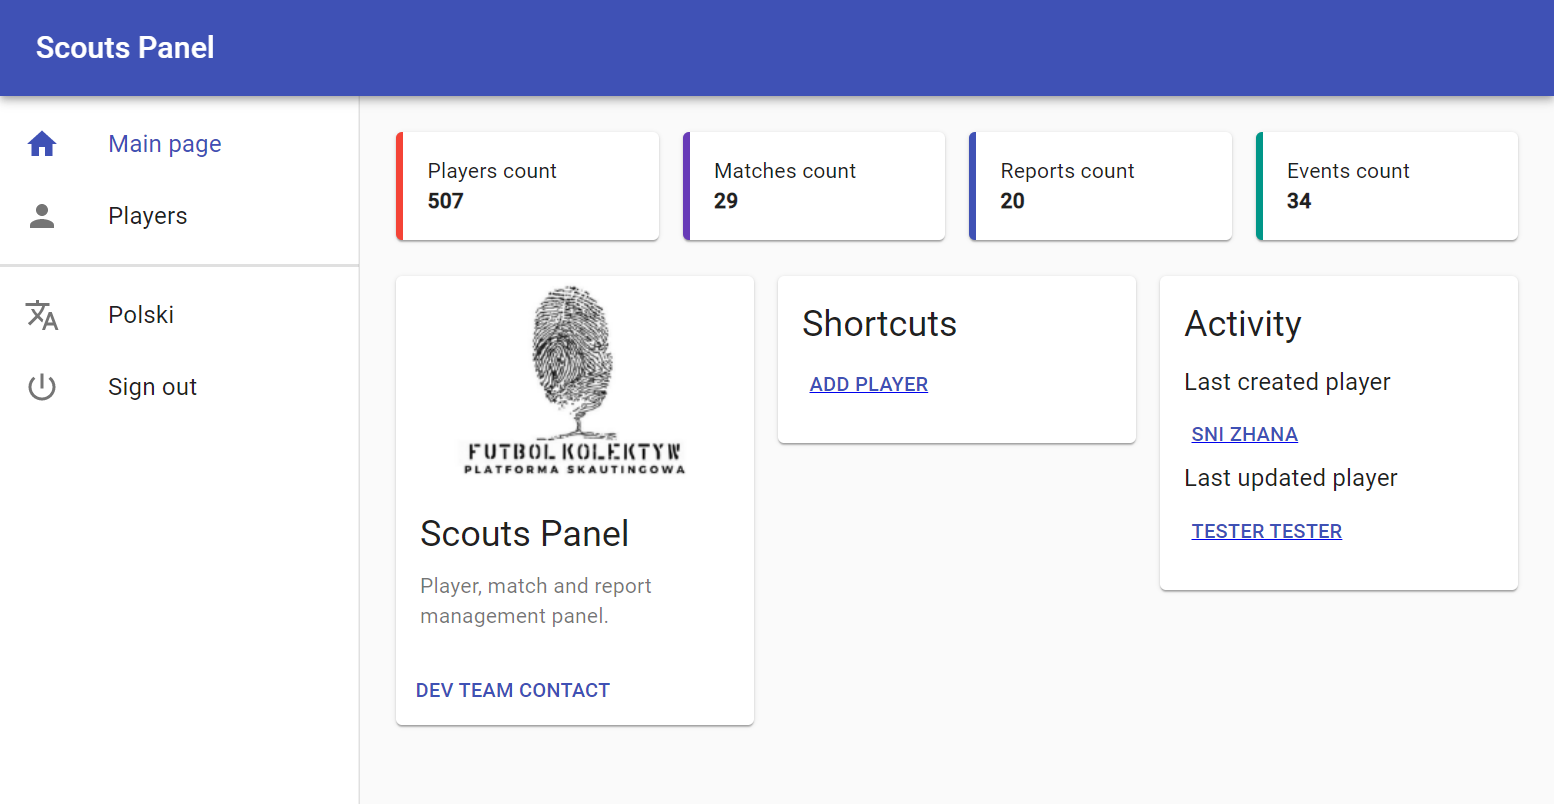 Scouts Panel
Main page
Players
Polski
Sign out
Players count
507
Matches count
29
Reports count
20
Events count
34
FUTBOL KOLEKTYW
PLATFORMA SKAUTINGOWA
Scouts Panel
Player, match and report
management panel.
DEV TEAM CONTACT
Shortcuts
ADD PLAYER
Activity
Last created player
SNI ZHANA
Last updated player
TESTER TESTER